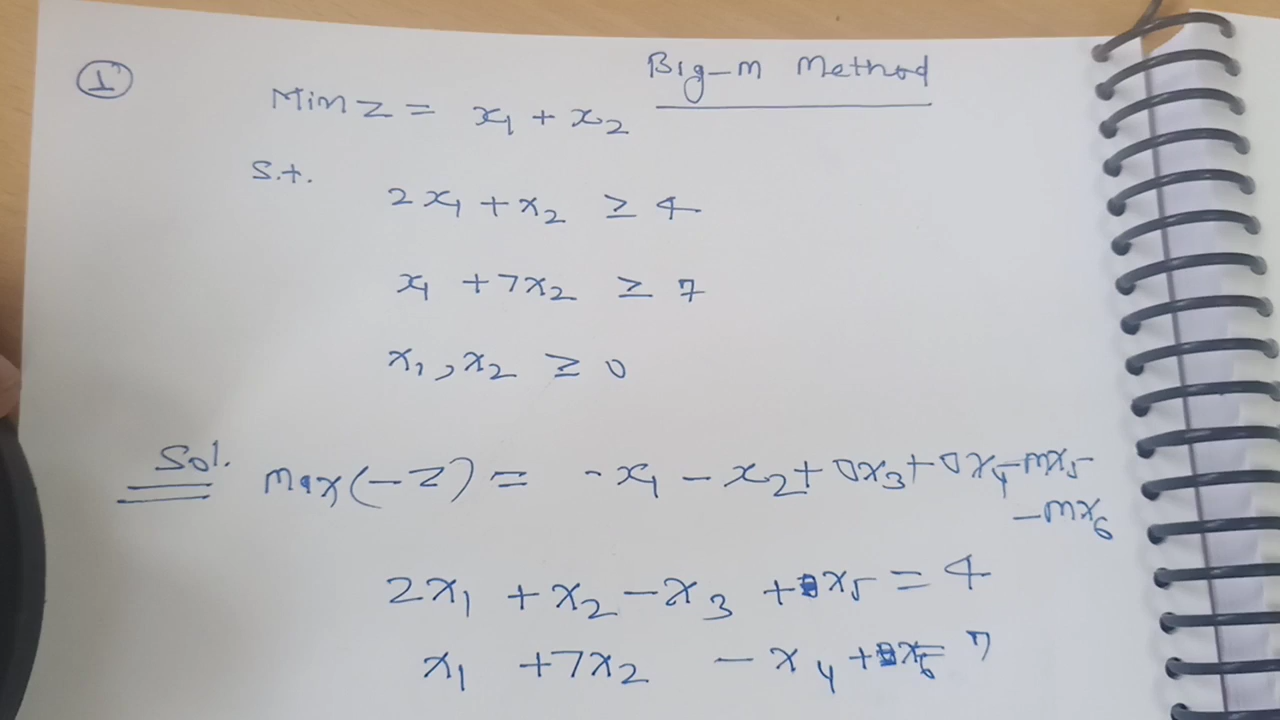 ① Big-M Method
Min Z = x₁ + x₂
S.t.
2x₁ + x₂ ≥ 4
x₁ + 7x₂ ≥ 7
x₁, x₂ ≥ 0
Sol. Max(-Z) = -x₁ - x₂ + 0x₃ + 0x₄ - Mx₅
- Mx₆
2x₁ + x₂ - x₃ + x₅ = 4
x₁ + 7x₂ - x₄ + x₆ = 7